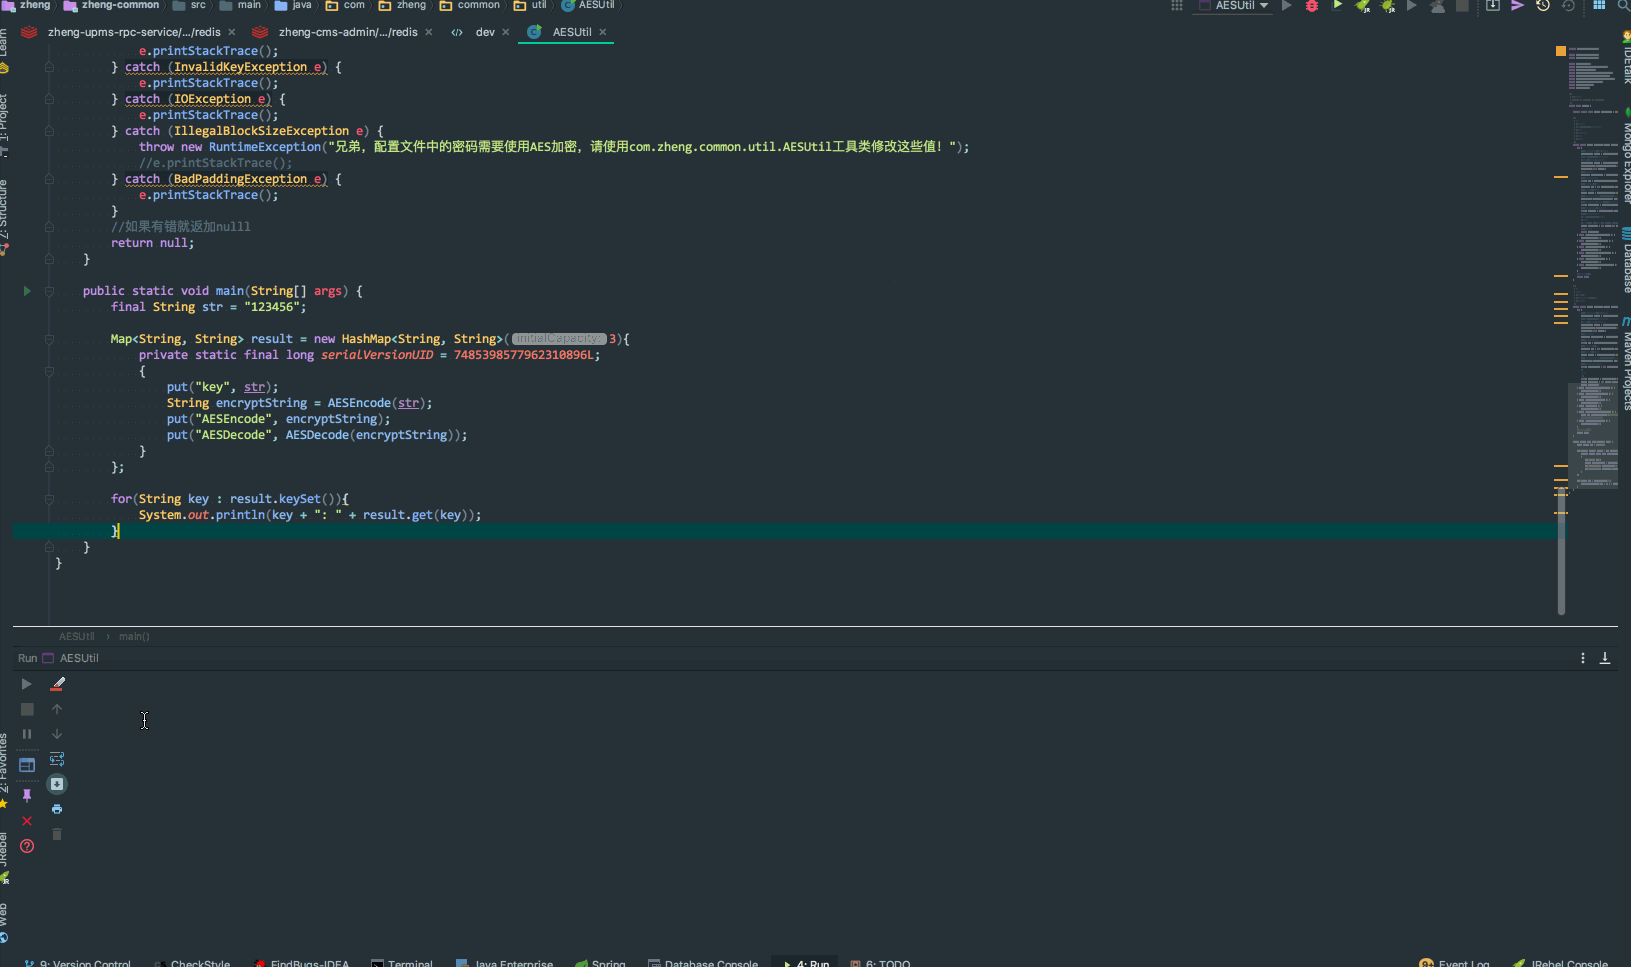 zheng zheng-common src main java com zheng common util AESUtil
AESUtil
zheng-upms-rpc-service/.../redis zheng-cms-admin/.../redis dev AESUtil
e.printStackTrace();
} catch (InvalidKeyException e) {
e.printStackTrace();
} catch (IOException e) {
e.printStackTrace();
} catch (IllegalBlockSizeException e) {
throw new RuntimeException("兄弟，配置文件中的密码需要使用AES加密，请使用com.zheng.common.util.AESUtil工具类修改这些值！");
//e.printStackTrace();
} catch (BadPaddingException e) {
e.printStackTrace();
}
//如果有错就返加nulll
return null;
}
public static void main(String[] args) {
final String str = "123456";
Map<String, String> result = new HashMap<String, String>( initialCapacity: 3){
private static final long serialVersionUID = 7485398577962310896L;
{
put("key", str);
String encryptString = AESEncode(str);
put("AESEncode", encryptString);
put("AESDecode", AESDecode(encryptString));
}
};
for(String key : result.keySet()){
System.out.println(key + ": " + result.get(key));
}
}
}
AESUtil › main()
Run AESUtil
Learn
1: Project
7: Structure
2: Favorites
JRebel
Web
IDEtalk
Mongo Explorer
Database
Maven Projects
9: Version Control CheckStyle FindBugs-IDEA Terminal Java Enterprise Spring Database Console 4: Run 6: TODO Event Log JRebel Console